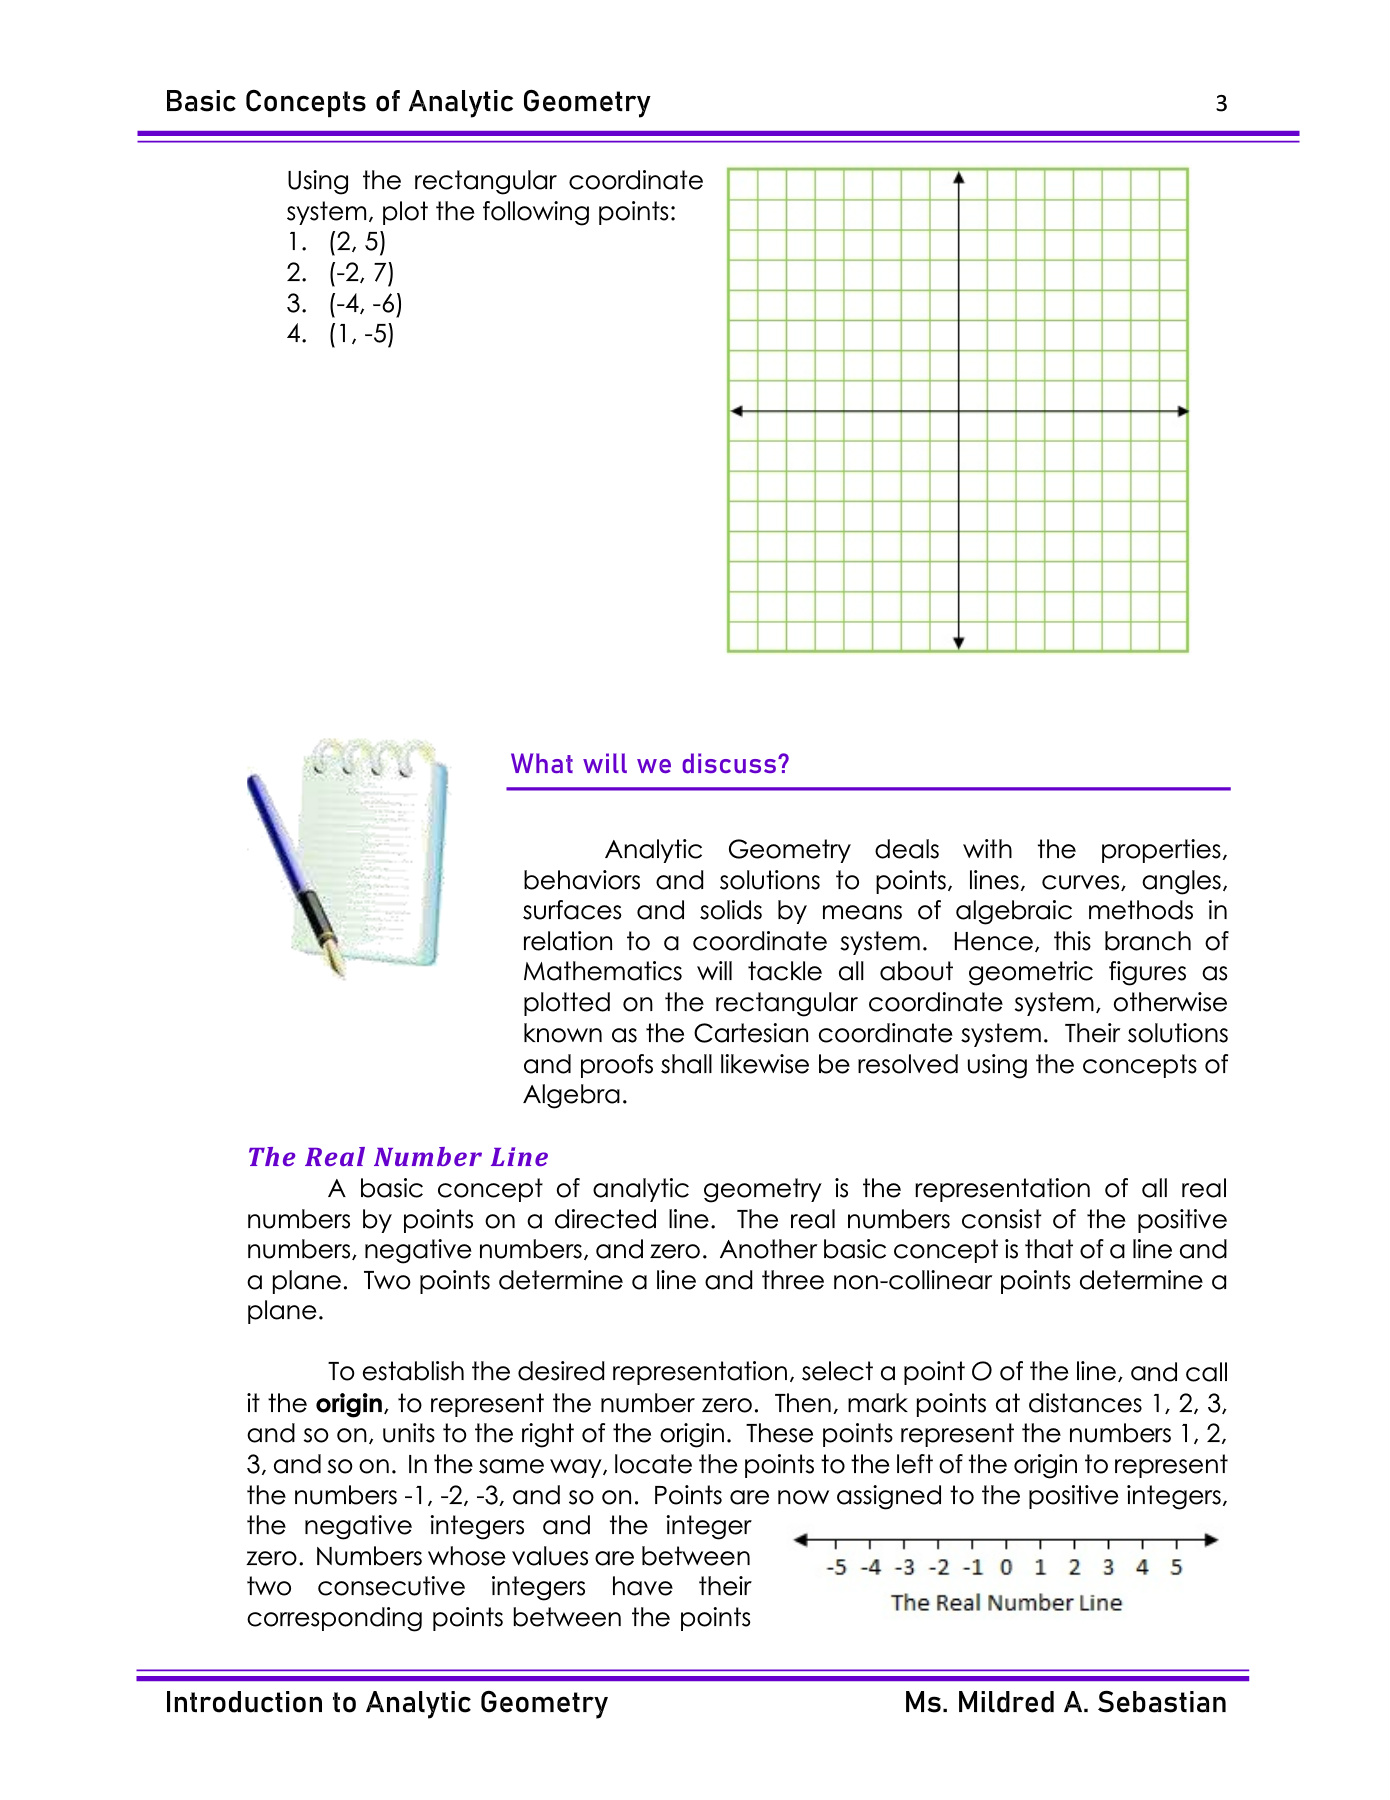 Basic Concepts of Analytic Geometry 3
Using the rectangular coordinate
system, plot the following points:
1. (2, 5)
2. (-2, 7)
3. (-4, -6)
4. (1, -5)
What will we discuss?
Analytic Geometry deals with the properties,
behaviors and solutions to points, lines, curves, angles,
surfaces and solids by means of algebraic methods in
relation to a coordinate system. Hence, this branch of
Mathematics will tackle all about geometric figures as
plotted on the rectangular coordinate system, otherwise
known as the Cartesian coordinate system. Their solutions
and proofs shall likewise be resolved using the concepts of
Algebra.
The Real Number Line
A basic concept of analytic geometry is the representation of all real
numbers by points on a directed line. The real numbers consist of the positive
numbers, negative numbers, and zero. Another basic concept is that of a line and
a plane. Two points determine a line and three non-collinear points determine a
plane.
To establish the desired representation, select a point O of the line, and call
it the origin, to represent the number zero. Then, mark points at distances 1, 2, 3,
and so on, units to the right of the origin. These points represent the numbers 1, 2,
3, and so on. In the same way, locate the points to the left of the origin to represent
the numbers -1, -2, -3, and so on. Points are now assigned to the positive integers,
the negative integers and the integer
zero. Numbers whose values are between
two consecutive integers have their
corresponding points between the points
-5 -4 -3 -2 -1 0 1 2 3 4 5
The Real Number Line
Introduction to Analytic Geometry Ms. Mildred A. Sebastian